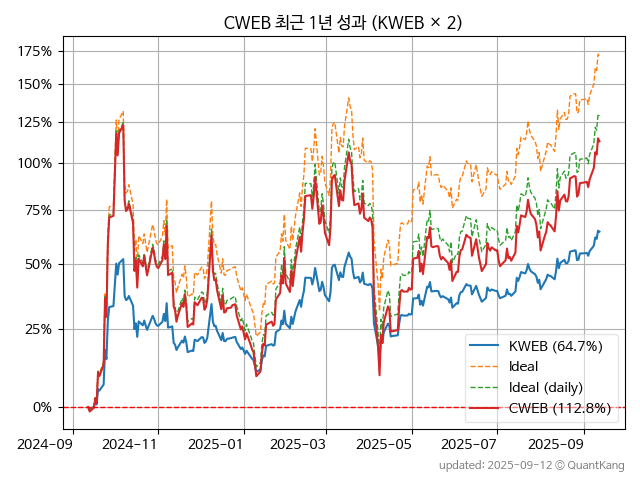 CWEB 최근 1년 성과 (KWEB × 2)
175%
150%
125%
100%
75%
50%
25%
0%
KWEB (64.7%)
Ideal
Ideal (daily)
CWEB (112.8%)
2024-09
2024-11
2025-01
2025-03
2025-05
2025-07
2025-09
updated: 2025-09-12 © QuantKang